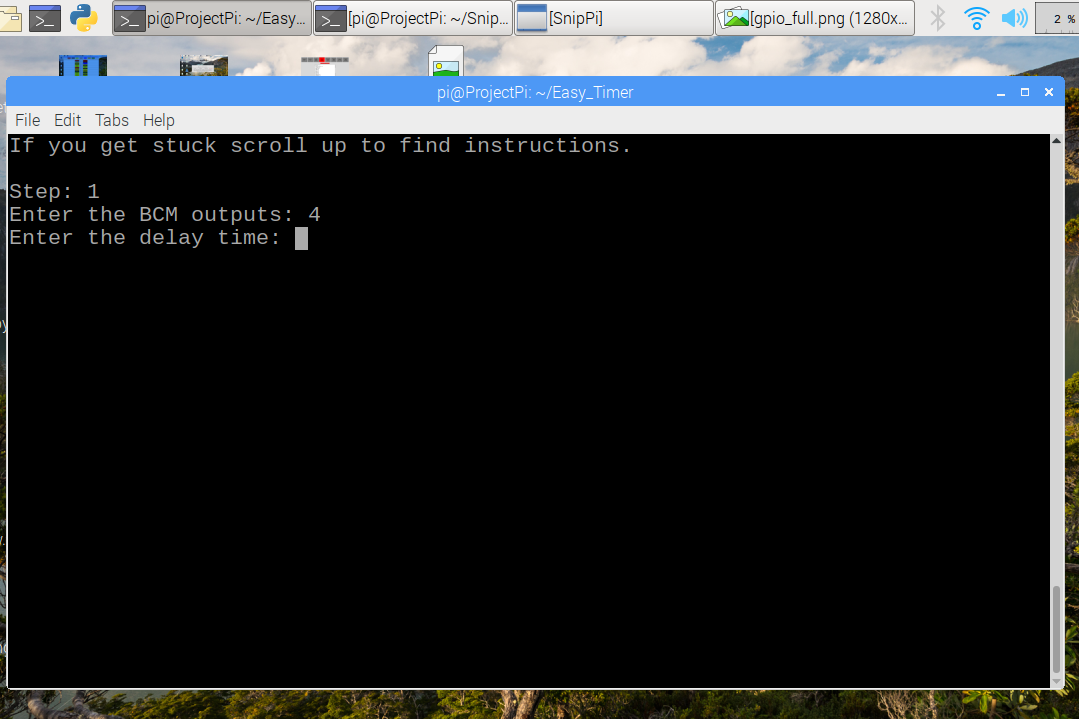 pi@ProjectPi: ~/Easy...
[pi@ProjectPi: ~/Snip...
[SnipPi]
[gpio_full.png (1280x...
2 %
pi@ProjectPi: ~/Easy_Timer
File Edit Tabs Help
If you get stuck scroll up to find instructions.
Step: 1
Enter the BCM outputs: 4
Enter the delay time: